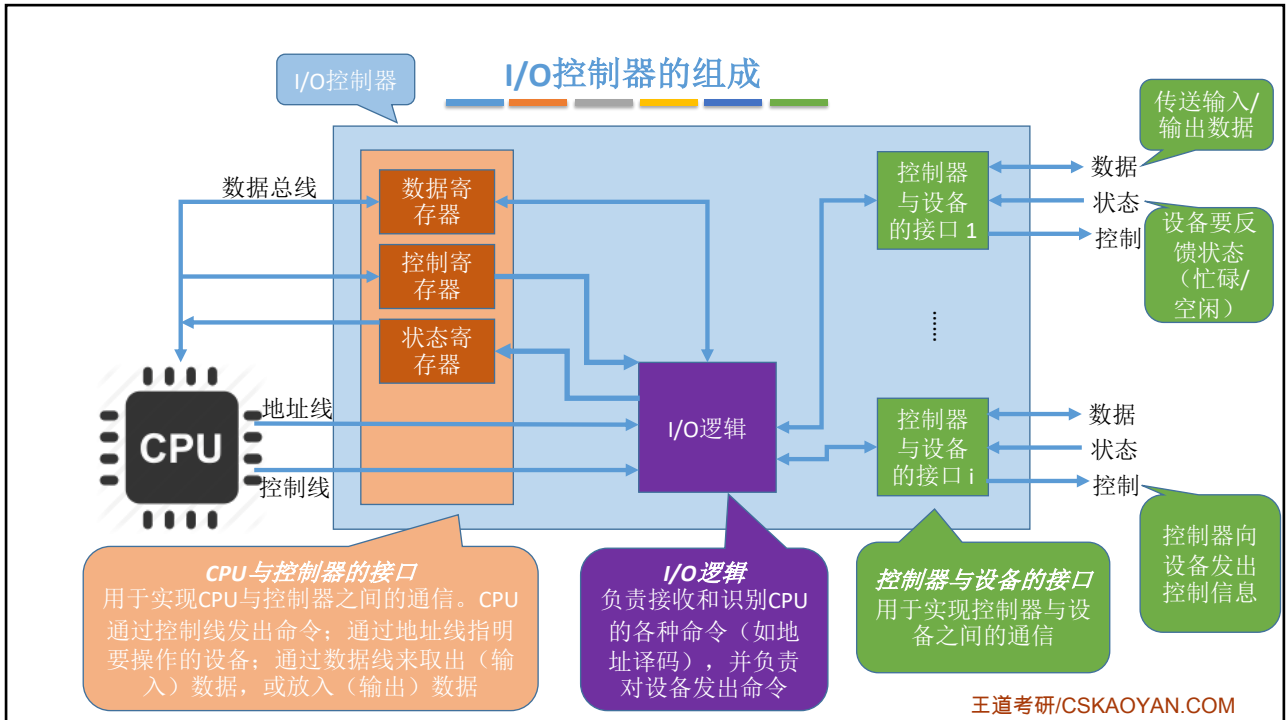 I/O控制器的组成
I/O控制器
传送输入/
输出数据
数据总线
数据寄
存器
控制寄
存器
状态寄
存器
控制器
与设备
的接口 1
数据
状态
控制
设备要反
馈状态
（忙碌/
空闲）
......
CPU
地址线
控制线
I/O逻辑
控制器
与设备
的接口 i
数据
状态
控制
控制器向
设备发出
控制信息
CPU与控制器的接口
用于实现CPU与控制器之间的通信。CPU
通过控制线发出命令；通过地址线指明
要操作的设备；通过数据线来取出（输
入）数据，或放入（输出）数据
I/O逻辑
负责接收和识别CPU
的各种命令（如地
址译码），并负责
对设备发出命令
控制器与设备的接口
用于实现控制器与设
备之间的通信
王道考研/CSKAOYAN.COM